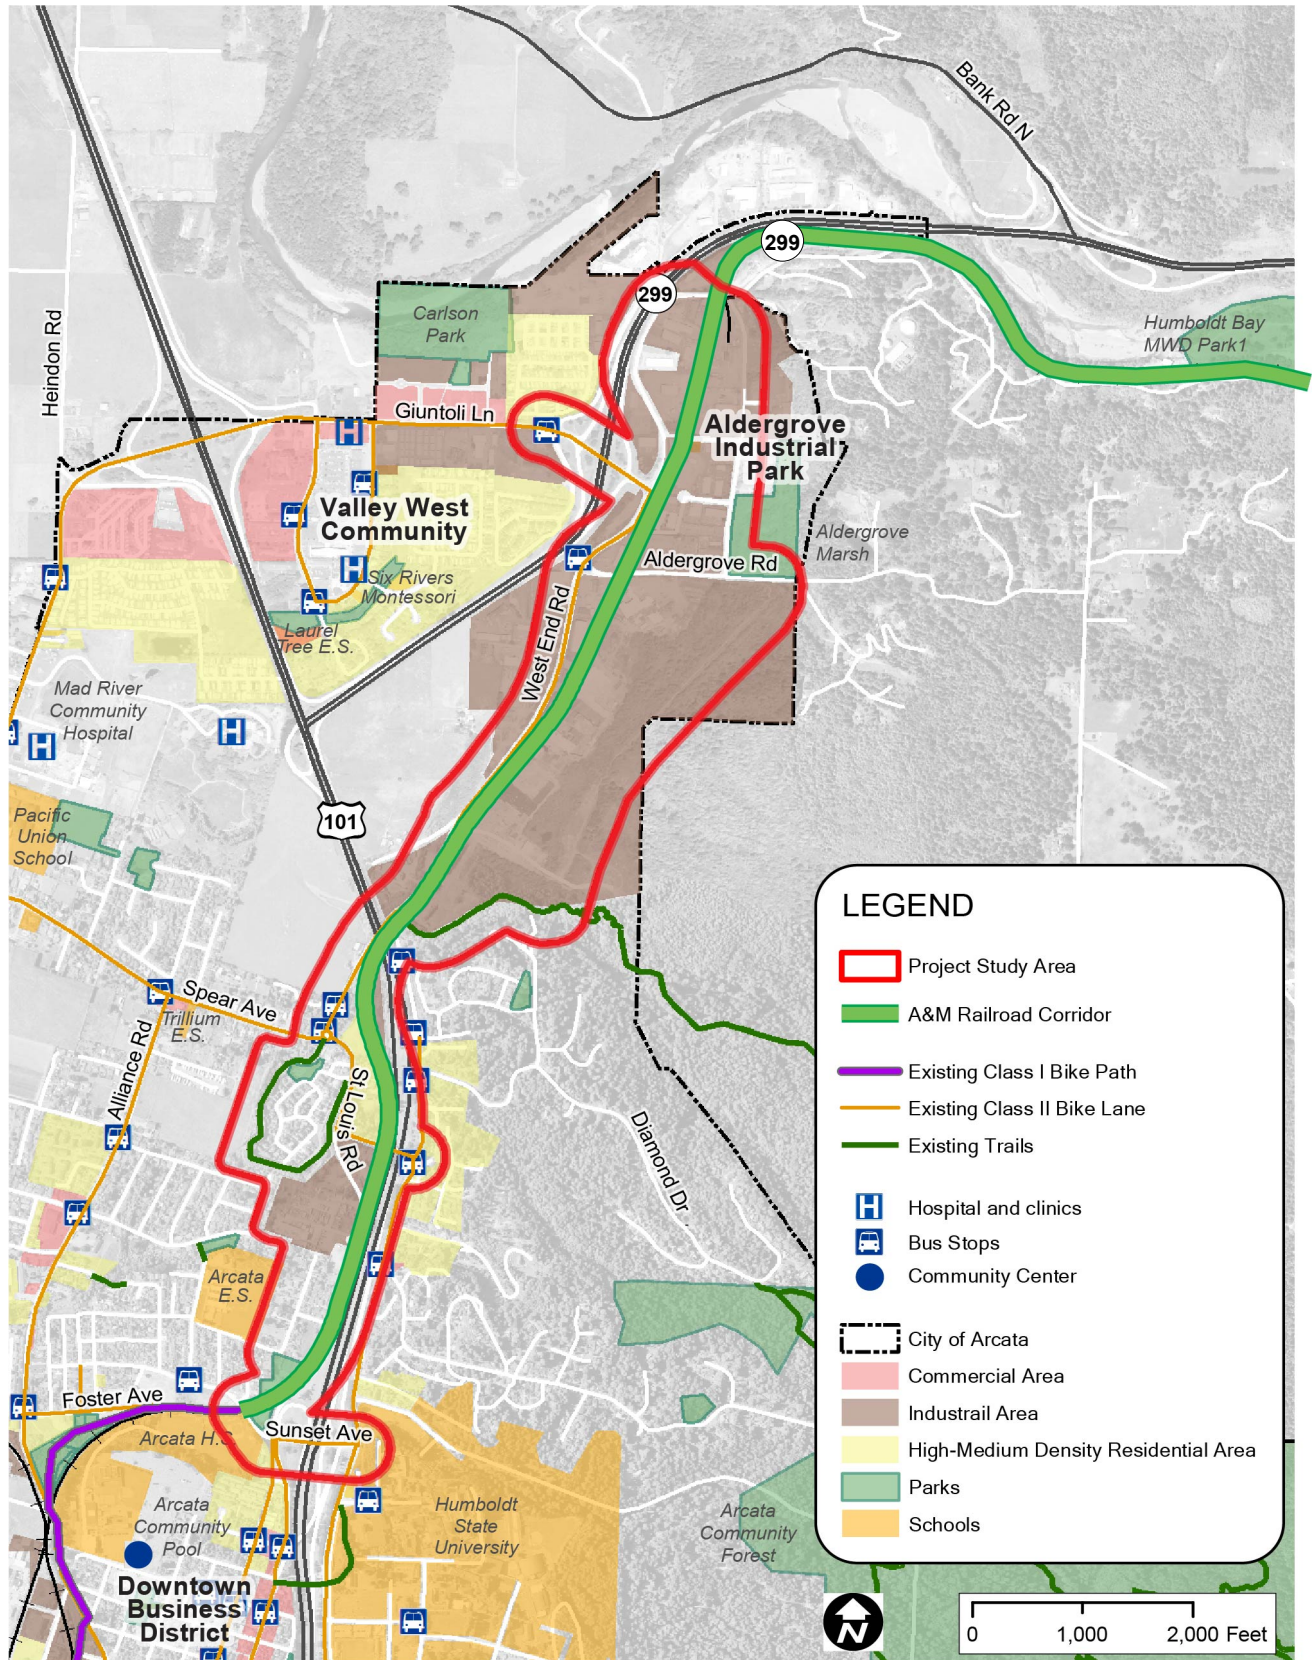 Bank Rd N
299
299
Carlson
Park
Humboldt Bay
MWD Park1
Heindon Rd
Giuntoli Ln
Aldergrove
Industrial
Park
Valley West
Community
Aldergrove
Marsh
Aldergrove Rd
Six Rivers
Montessori
Laurel
Tree E.S.
West End Rd
Mad River
Community
Hospital
H
H
H
H
101
Pacific
Union
School
Spear Ave
Trillium
E.S.
Alliance Rd
St Louis Rd
Diamond Dr
Arcata
E.S.
Foster Ave
Arcata H.S.
Sunset Ave
Arcata
Community
Pool
Humboldt
State
University
Arcata
Community
Forest
Downtown
Business
District
LEGEND
Project Study Area
A&M Railroad Corridor
Existing Class I Bike Path
Existing Class II Bike Lane
Existing Trails
H Hospital and clinics
Bus Stops
Community Center
City of Arcata
Commercial Area
Industrail Area
High-Medium Density Residential Area
Parks
Schools
N
0 1,000 2,000 Feet